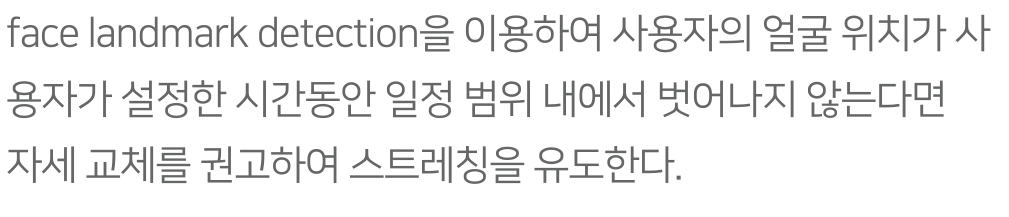 face landmark detection을 이용하여 사용자의 얼굴 위치가 사
용자가 설정한 시간동안 일정 범위 내에서 벗어나지 않는다면
자세 교체를 권고하여 스트레칭을 유도한다.